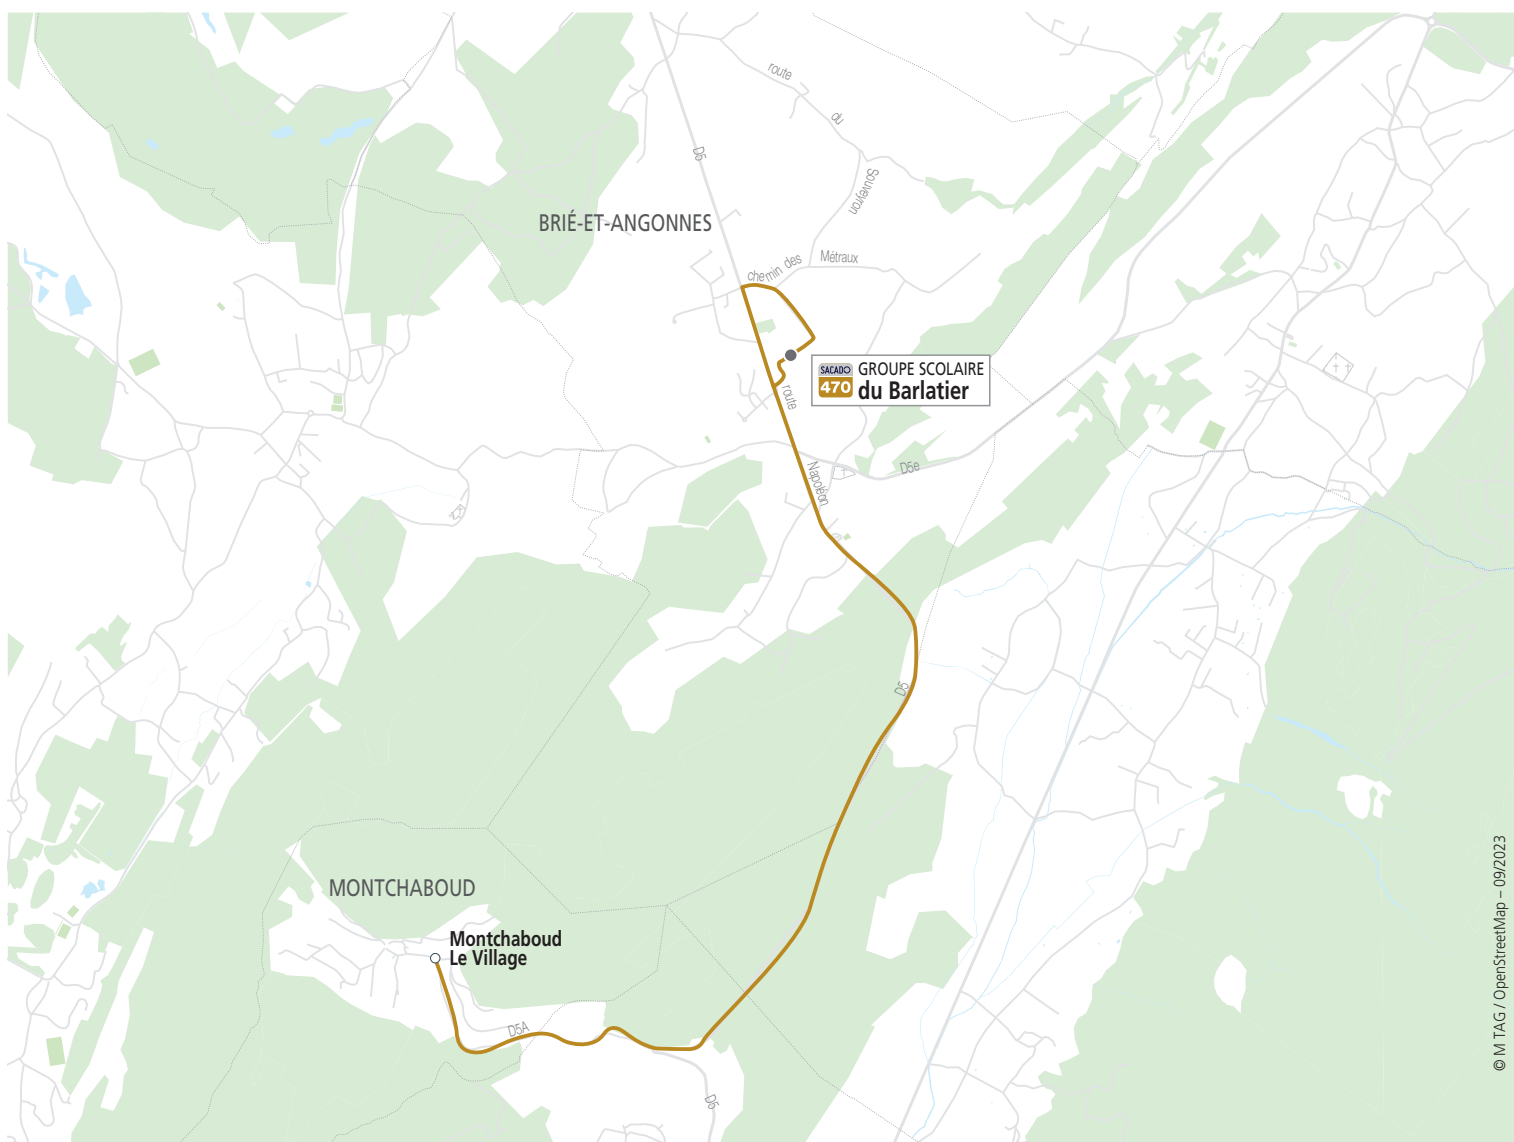 route
du
Souveyron
D5
BRIÉ-ET-ANGONNES
chemin des
Métraux
SACADO
470
GROUPE SCOLAIRE
du Barlatier
route
Napoléon
D5e
D5
MONTCHABOUD
Montchaboud
Le Village
D5A
D5
© M TAG / OpenStreetMap – 09/2023